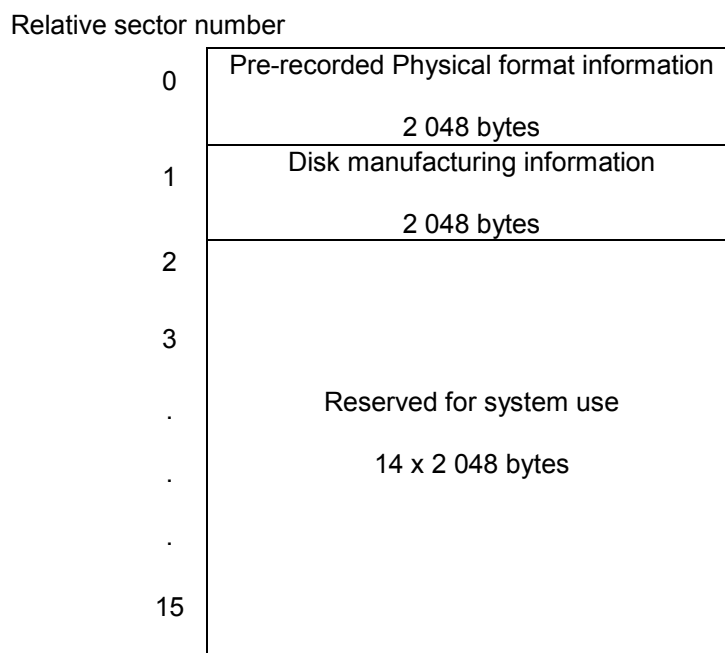 Relative sector number
0
Pre-recorded Physical format information
2 048 bytes
1
Disk manufacturing information
2 048 bytes
2
3
.
Reserved for system use
.
14 x 2 048 bytes
.
15